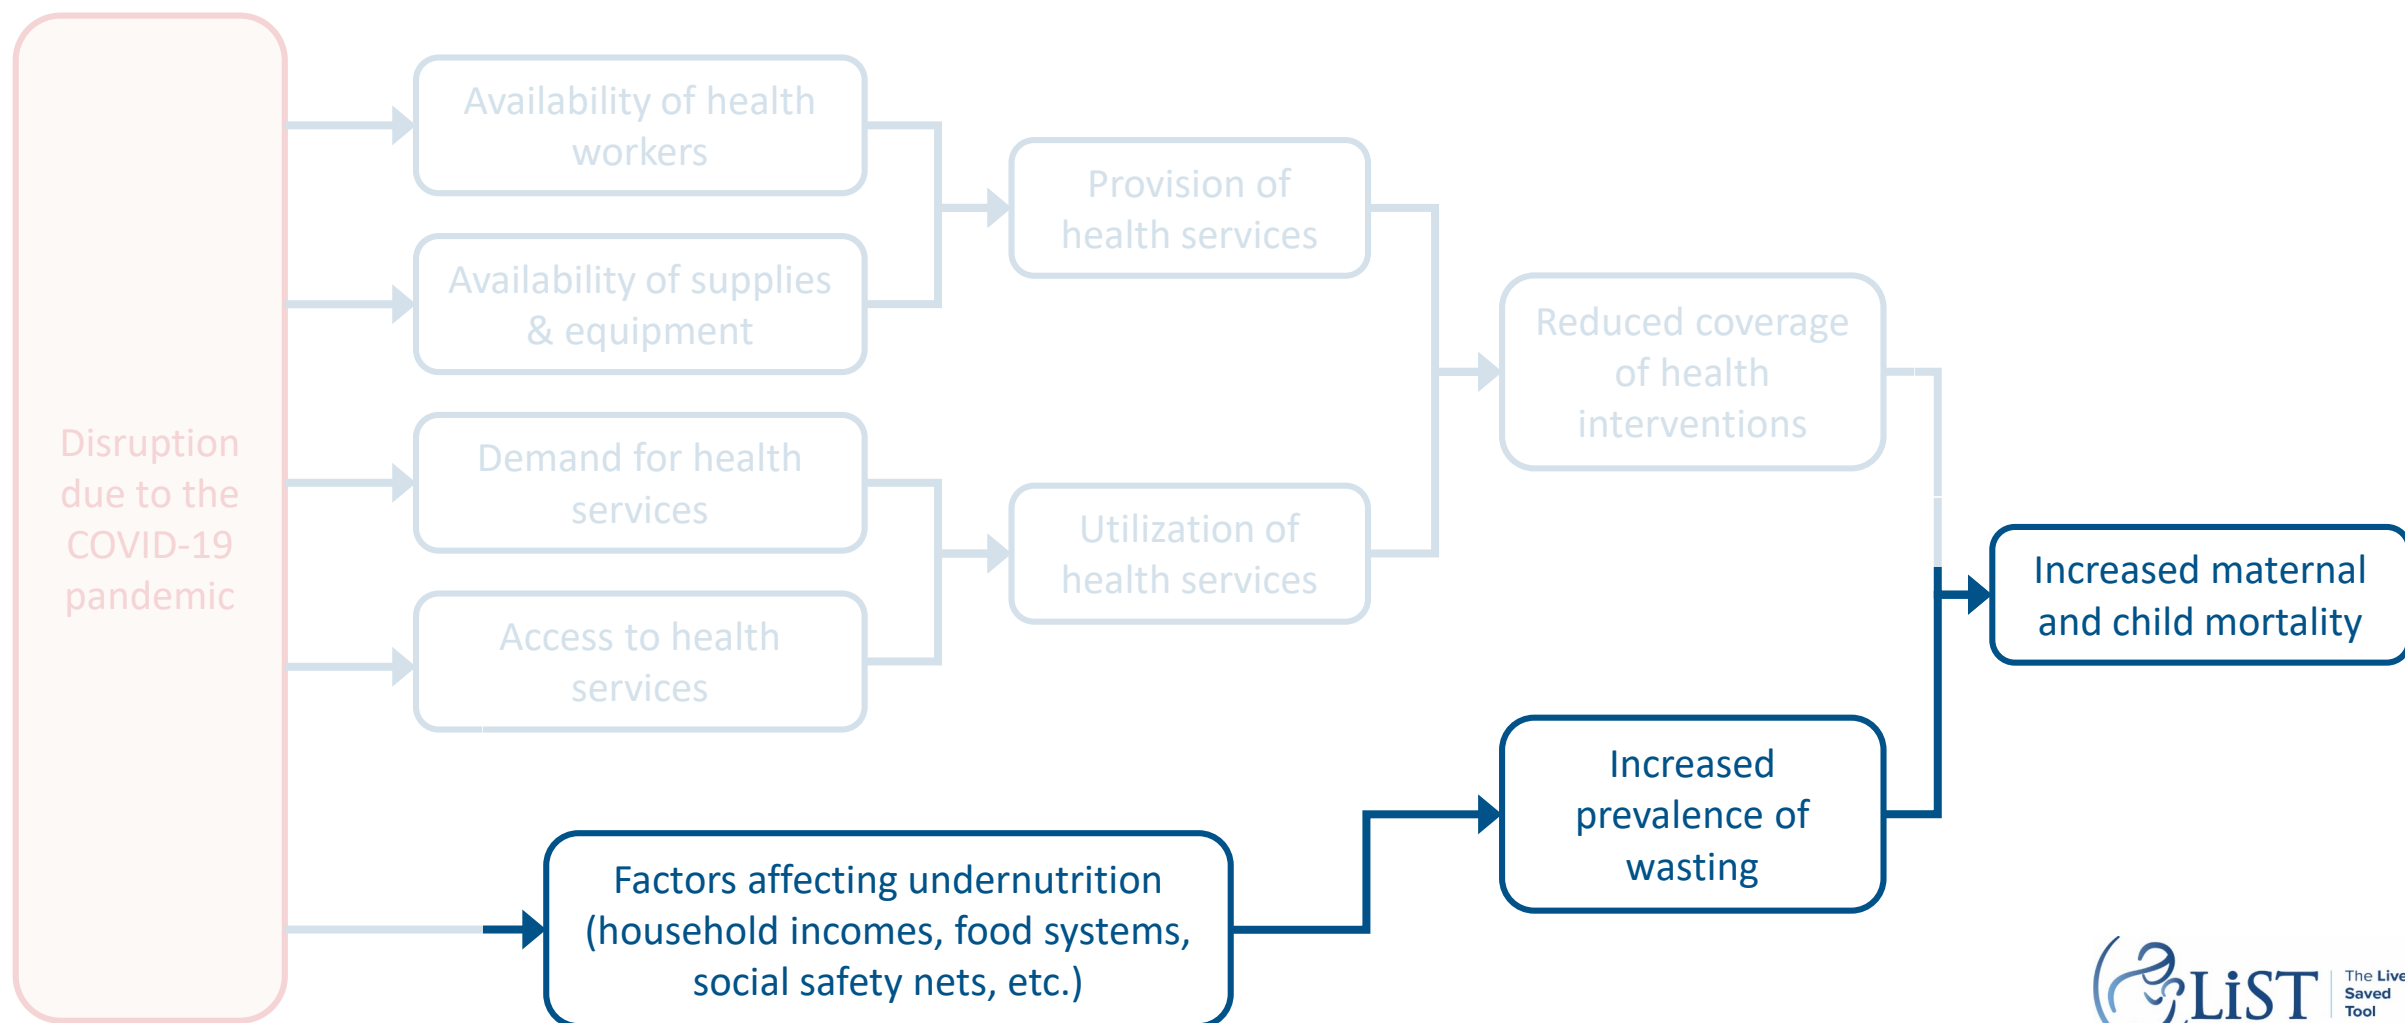 Disruption
due to the
COVID-19
pandemic
Availability of health
workers
Availability of supplies
& equipment
Demand for health
services
Access to health
services
Factors affecting undernutrition
(household incomes, food systems,
social safety nets, etc.)
Provision of
health services
Utilization of
health services
Reduced coverage
of health
interventions
Increased
prevalence of
wasting
Increased maternal
and child mortality
LiST
The Live
Saved
Tool